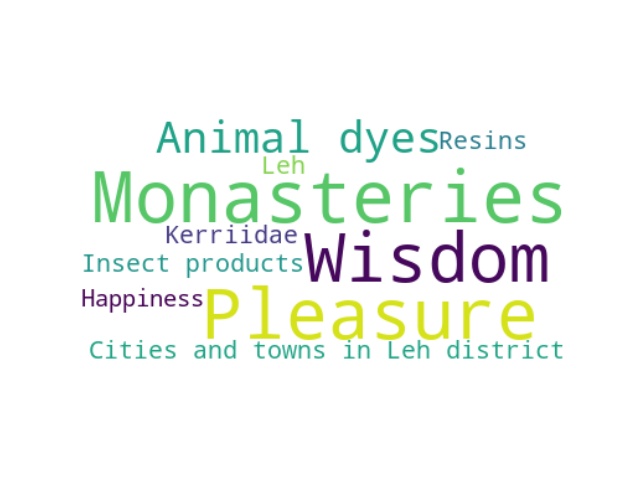 Animal dyes
Resins
Leh
Monasteries
Kerriidae
Wisdom
Insect products
Happiness
Pleasure
Cities and towns in Leh district